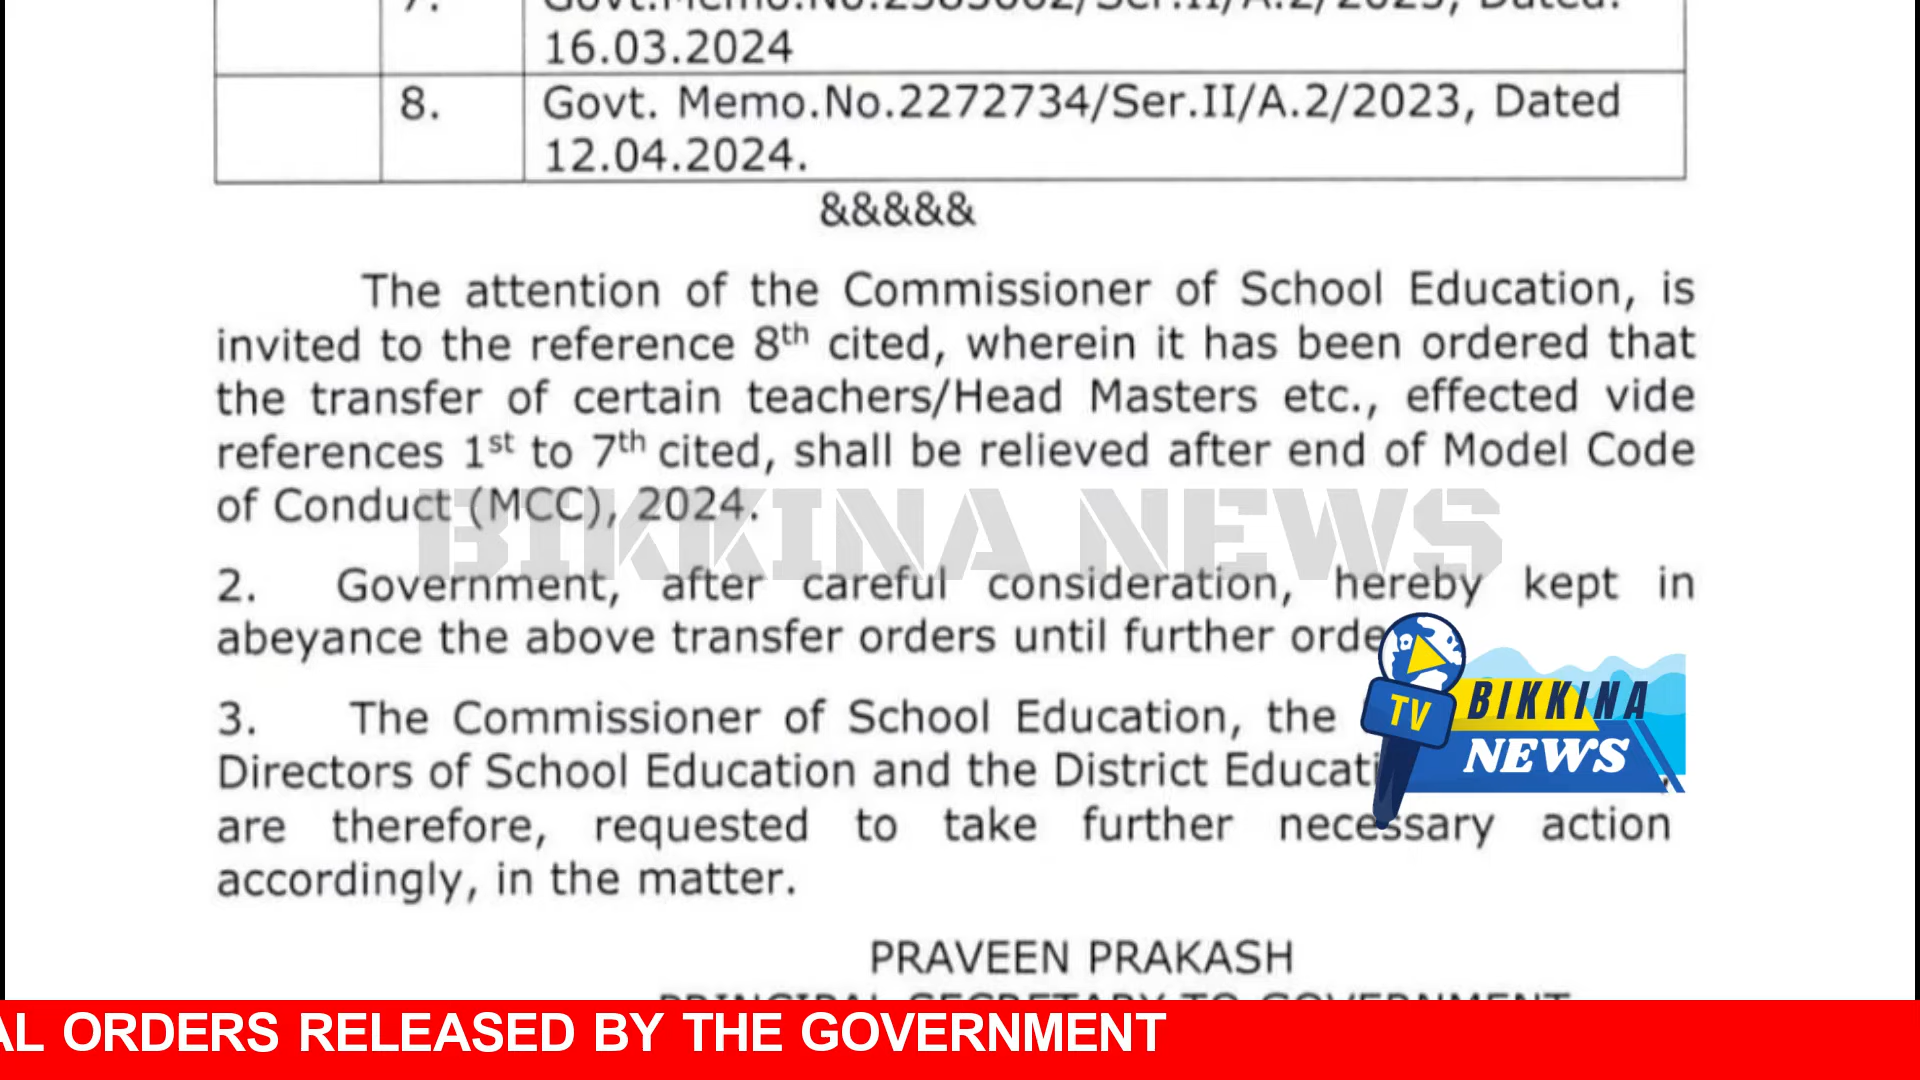 16.03.2024
8. Govt. Memo.No.2272734/Ser.II/A.2/2023, Dated
12.04.2024.
&&&&&
The attention of the Commissioner of School Education, is
invited to the reference 8th cited, wherein it has been ordered that
the transfer of certain teachers/Head Masters etc., effected vide
references 1st to 7th cited, shall be relieved after end of Model Code
of Conduct (MCC), 2024.
BIKKINA NEWS
2. Government, after careful consideration, hereby kept in
abeyance the above transfer orders until further
3. The Commissioner of School Education, the
Directors of School Education and the District
are therefore, requested to take further necessary action
accordingly, in the matter.
TV BIKKINA
NEWS
PRAVEEN PRAKASH
PRINCIPAL SECRETARY TO GOVERNMENT
ORDERS RELEASED BY THE GOVERNMENT